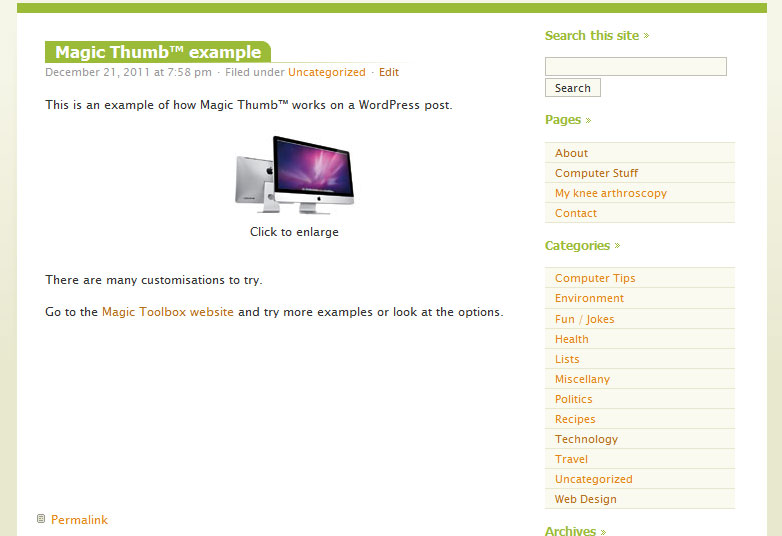 Magic Thumb™ example
December 21, 2011 at 7:58 pm · Filed under Uncategorized · Edit
This is an example of how Magic Thumb™ works on a WordPress post.
Click to enlarge
There are many customisations to try.
Go to the Magic Toolbox website and try more examples or look at the options.
Permalink
Search this site »
Search
Pages »
About
Computer Stuff
My knee arthroscopy
Contact
Categories »
Computer Tips
Environment
Fun / Jokes
Health
Lists
Miscellany
Politics
Recipes
Technology
Travel
Uncategorized
Web Design
Archives »